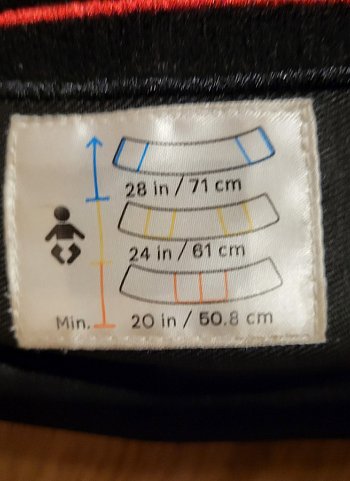 28 in / 71 cm
24 in / 61 cm
Min. 20 in / 50.8 cm